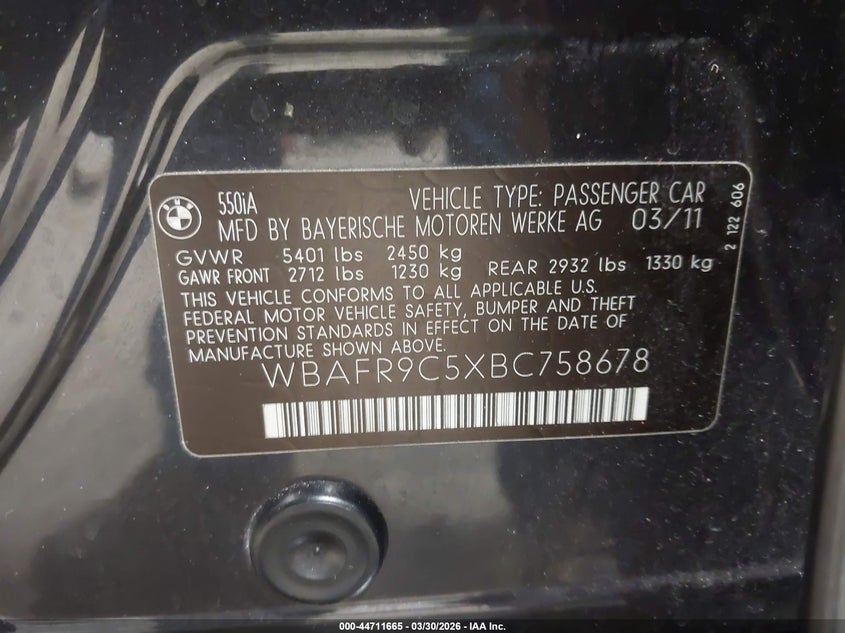 BMW
550iA VEHICLE TYPE: PASSENGER CAR
MFD BY BAYERISCHE MOTOREN WERKE AG 03/11
GVWR 5401 lbs 2450 kg
GAWR FRONT 2712 lbs 1230 kg REAR 2932 lbs 1330 kg
THIS VEHICLE CONFORMS TO ALL APPLICABLE U.S.
FEDERAL MOTOR VEHICLE SAFETY, BUMPER AND THEFT
PREVENTION STANDARDS IN EFFECT ON THE DATE OF
MANUFACTURE SHOWN ABOVE.
WBAFR9C5XBC758678
2 122 606
000-44711665 - 03/30/2026 - IAA Inc.